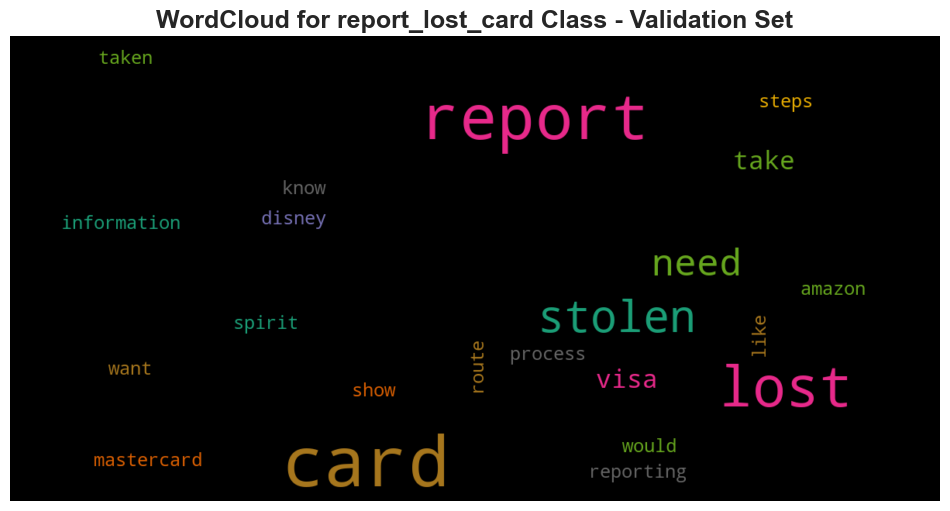 WordCloud for report_lost_card Class - Validation Set
taken
steps
report
take
know
disney
information
need
amazon
stolen
spirit
like
process
route
visa
want
show
lost
card
would
mastercard
reporting